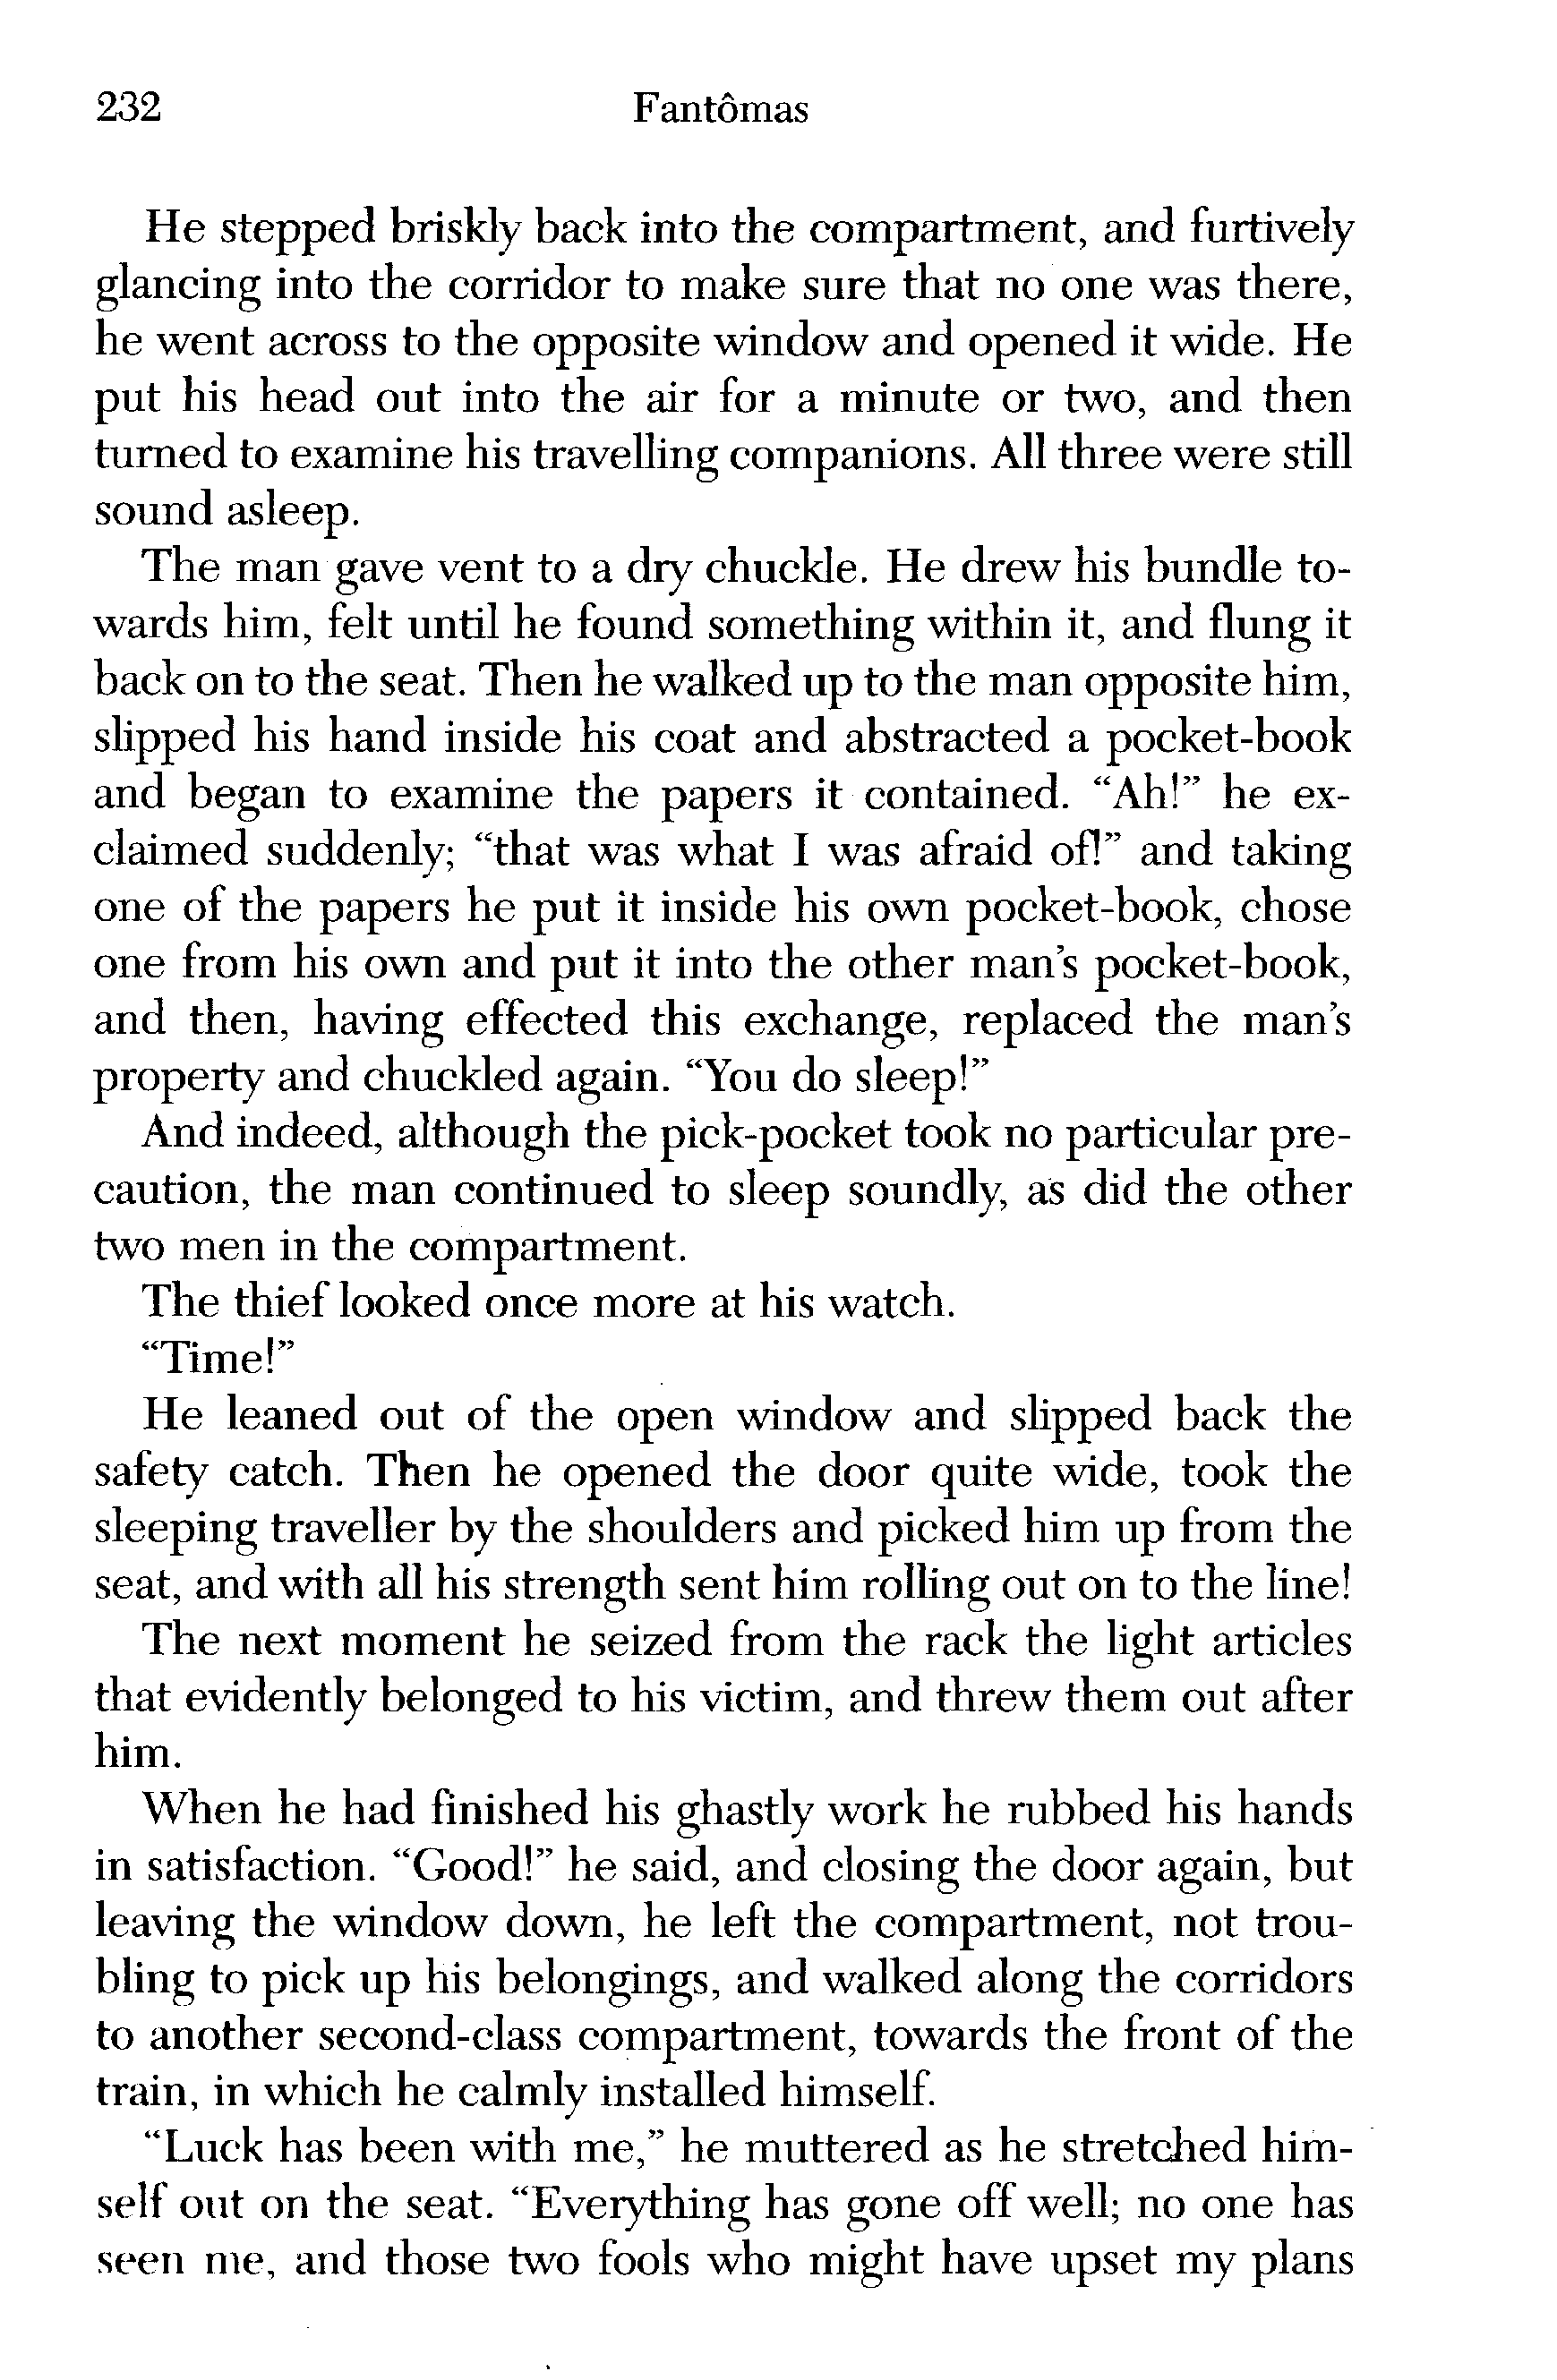 232 Fantômas
He stepped briskly back into the compartment, and furtively
glancing into the corridor to make sure that no one was there,
he went across to the opposite window and opened it wide. He
put his head out into the air for a minute or two, and then
turned to examine his travelling companions. All three were still
sound asleep.
The man gave vent to a dry chuckle. He drew his bundle to-
wards him, felt until he found something within it, and flung it
back on to the seat. Then he walked up to the man opposite him,
slipped his hand inside his coat and abstracted a pocket-book
and began to examine the papers it contained. “Ah!” he ex-
claimed suddenly; “that was what I was afraid of!” and taking
one of the papers he put it inside his own pocket-book, chose
one from his own and put it into the other man’s pocket-book,
and then, having effected this exchange, replaced the man’s
property and chuckled again. “You do sleep!”
And indeed, although the pick-pocket took no particular pre-
caution, the man continued to sleep soundly, as did the other
two men in the compartment.
The thief looked once more at his watch.
“Time!”
He leaned out of the open window and slipped back the
safety catch. Then he opened the door quite wide, took the
sleeping traveller by the shoulders and picked him up from the
seat, and with all his strength sent him rolling out on to the line!
The next moment he seized from the rack the light articles
that evidently belonged to his victim, and threw them out after
him.
When he had finished his ghastly work he rubbed his hands
in satisfaction. “Good!” he said, and closing the door again, but
leaving the window down, he left the compartment, not trou-
bling to pick up his belongings, and walked along the corridors
to another second-class compartment, towards the front of the
train, in which he calmly installed himself.
“Luck has been with me,” he muttered as he stretched him-
self out on the seat. “Everything has gone off well; no one has
seen me, and those two fools who might have upset my plans